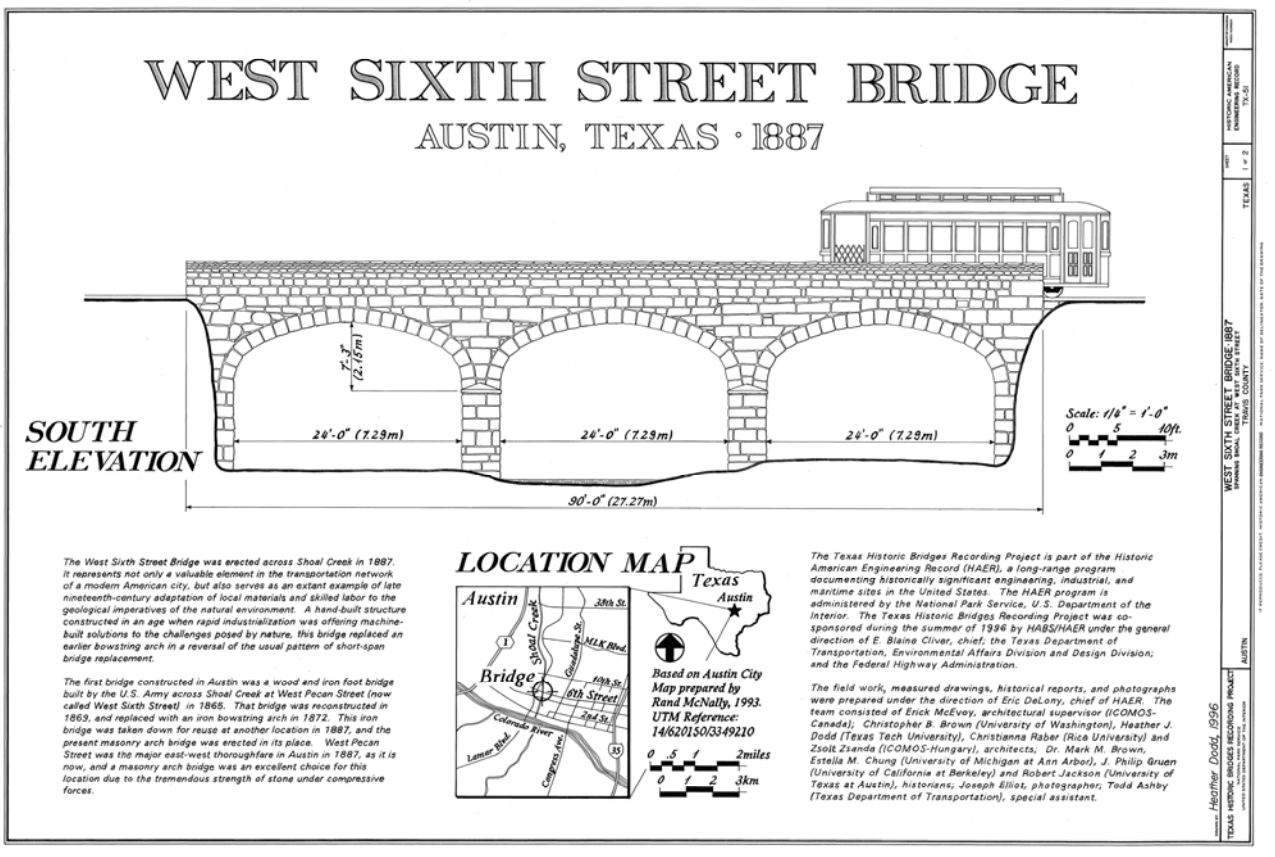 WEST SIXTH STREET BRIDGE
AUSTIN, TEXAS · 1887
7'-3"
(2.15m)
24'-0" (7.29m)
24'-0" (7.29m)
24'-0" (7.29m)
90'-0" (27.27m)
SOUTH
ELEVATION
Scale: 1/4" = 1'-0"
0 5 10ft.
0 1 2 3m
The West Sixth Street Bridge was erected across Shoal Creek in 1887.
It represents not only a valuable element in the transportation network
of a modern American city, but also serves as an extant example of late
nineteenth-century adaptation of local materials and skilled labor to the
geological imperatives of the natural environment. A hand-built structure
constructed in an age when rapid industrialization was offering machine-
built solutions to the challenges posed by nature, this bridge replaced an
earlier bowstring arch in a reversal of the usual pattern of short-span
bridge replacement.
The first bridge constructed in Austin was a wood and iron foot bridge
built by the U.S. Army across Shoal Creek at West Pecan Street (now
called West Sixth Street) in 1865. That bridge was reconstructed in
1869, and replaced with an iron bowstring arch in 1872. This iron
bridge was taken down for reuse at another location in 1887, and the
present masonry arch bridge was erected in its place. West Pecan
Street was the major east-west thoroughfare in Austin in 1887, as it is
now, and a masonry arch bridge was an excellent choice for this
location due to the tremendous strength of stone under compressive
forces.
LOCATION MAP
Austin
38th St.
Shoal Creek
Guadalupe St.
1
MLK Blvd.
Bridge
10th St.
6th Street
2nd St.
Colorado River
Lamar Blvd.
Congress Ave.
35
Texas
Austin
Based on Austin City
Map prepared by
Rand McNally, 1993.
UTM Reference:
14/620150/3349210
0 .5 1 2miles
0 1 2 3km
The Texas Historic Bridges Recording Project is part of the Historic
American Engineering Record (HAER), a long-range program
documenting historically significant engineering, industrial, and
maritime sites in the United States. The HAER program is
administered by the National Park Service, U.S. Department of the
Interior. The Texas Historic Bridges Recording Project was co-
sponsored during the summer of 1996 by HABS/HAER under the general
direction of E. Blaine Cliver, chief; the Texas Department of
Transportation, Environmental Affairs Division and Design Division;
and the Federal Highway Administration.
The field work, measured drawings, historical reports, and photographs
were prepared under the direction of Eric DeLony, chief of HAER. The
team consisted of Erick McEvoy, architectural supervisor (ICOMOS-
Canada); Christopher B. Brown (University of Washington), Heather J.
Dodd (Texas Tech University), Christianna Raber (Rice University) and
Zsolt Zsanda (ICOMOS-Hungary), architects; Dr. Mark M. Brown,
Estella M. Chung (University of Michigan at Ann Arbor), J. Philip Gruen
(University of California at Berkeley) and Robert Jackson (University of
Texas at Austin), historians; Joseph Elliot, photographer; Todd Ashby
(Texas Department of Transportation), special assistant.
HISTORIC AMERICAN
ENGINEERING RECORD
TX-51
SHEET
1 of 2
WEST SIXTH STREET BRIDGE·1887
SPANNING SHOAL CREEK AT WEST SIXTH STREET
AUSTIN
TRAVIS COUNTY
TEXAS
DRAWN BY: Heather Dodd, 1996
TEXAS HISTORIC BRIDGES RECORDING PROJECT
NATIONAL PARK SERVICE
UNITED STATES DEPARTMENT OF THE INTERIOR